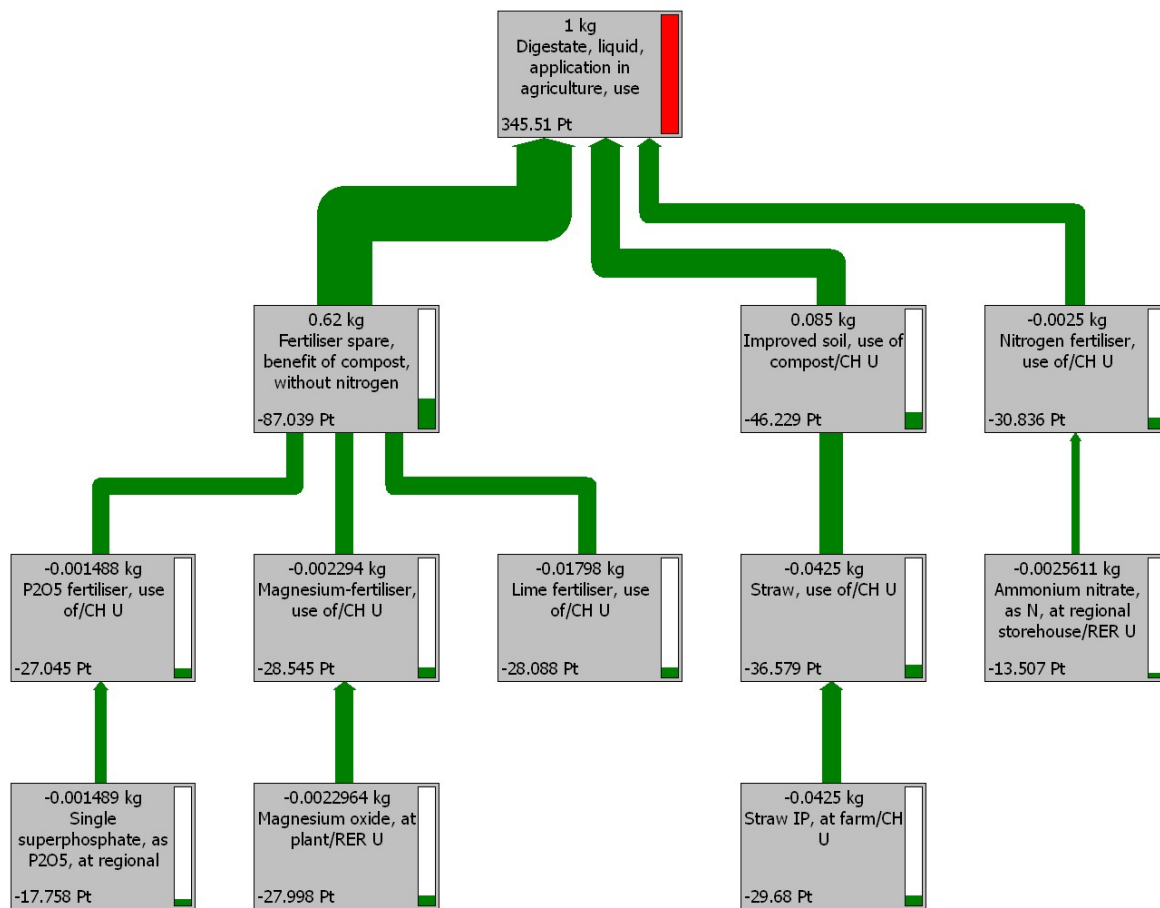 1 kg
Digestate, liquid,
application in
agriculture, use
345.51 Pt
0.62 kg
Fertiliser spare,
benefit of compost,
without nitrogen
-87.039 Pt
0.085 kg
Improved soil, use of
compost/CH U
-46.229 Pt
-0.0025 kg
Nitrogen fertiliser,
use of/CH U
-30.836 Pt
-0.001488 kg
P2O5 fertiliser, use
of/CH U
-27.045 Pt
-0.002294 kg
Magnesium-fertiliser,
use of/CH U
-28.545 Pt
-0.01798 kg
Lime fertiliser, use
of/CH U
-28.088 Pt
-0.0425 kg
Straw, use of/CH U
-36.579 Pt
-0.0025611 kg
Ammonium nitrate,
as N, at regional
storehouse/RER U
-13.507 Pt
-0.001489 kg
Single
superphosphate, as
P2O5, at regional
-17.758 Pt
-0.0022964 kg
Magnesium oxide, at
plant/RER U
-27.998 Pt
-0.0425 kg
Straw IP, at farm/CH
U
-29.68 Pt